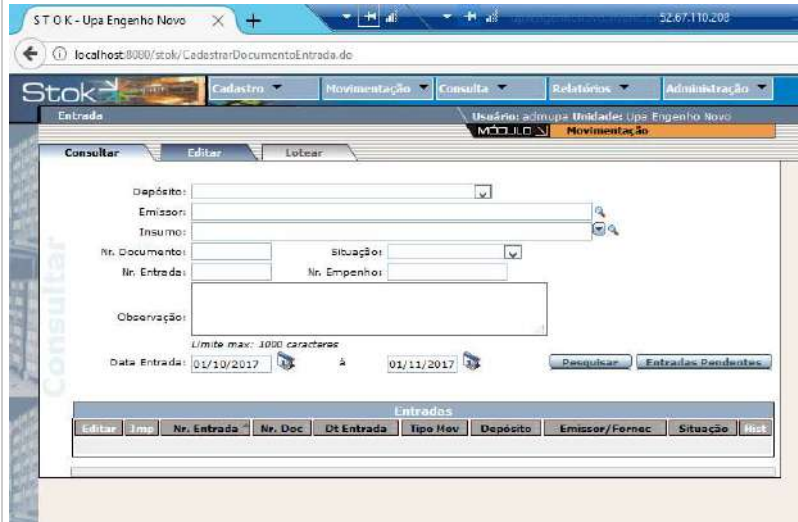 S T O K - Upa Engenho Novo
52.67.110.208
localhost:8080/stok/CadastrarDocumentoEntrada.do
Stok
Cadastro Movimentação Consulta Relatórios Administração
Entrada
Usuário: admupa Unidade: Upa Engenho Novo
MÓDULO Movimentação
Consultar Editar Lotear
Consultar
Depósito:
Emissor:
Insumo:
Nr. Documento: Situação:
Nr. Entrada: Nr. Empenho:
Observação:
Limite max: 1000 caracteres
Data Entrada: 01/10/2017 à 01/11/2017 Pesquisar Entradas Pendentes
Entradas
Editar Imp Nr. Entrada Nr. Doc Dt Entrada Tipo Mov Depósito Emissor/Fornec Situação Hist